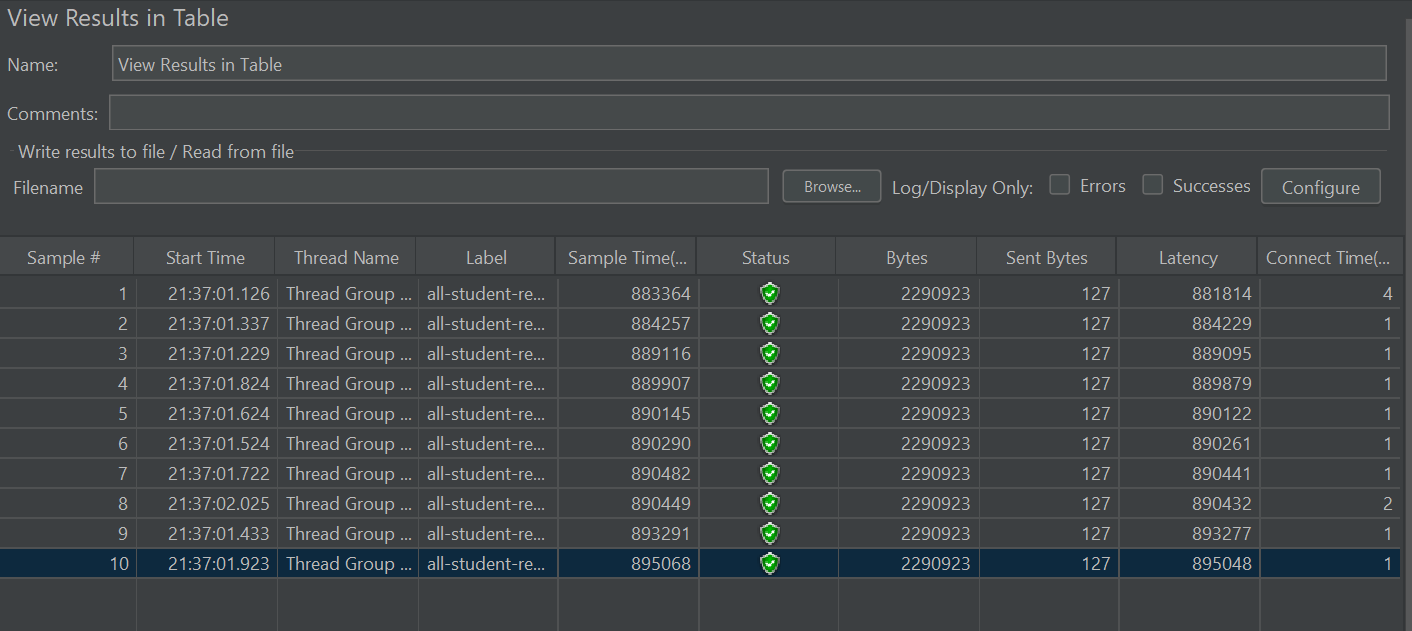 View Results in Table
Name: View Results in Table
Comments:
Write results to file / Read from file
Filename Browse... Log/Display Only: Errors Successes Configure
Sample # Start Time Thread Name Label Sample Time(... Status Bytes Sent Bytes Latency Connect Time(...
1 21:37:01.126 Thread Group ... all-student-re... 883364 2290923 127 881814 4
2 21:37:01.337 Thread Group ... all-student-re... 884257 2290923 127 884229 1
3 21:37:01.229 Thread Group ... all-student-re... 889116 2290923 127 889095 1
4 21:37:01.824 Thread Group ... all-student-re... 889907 2290923 127 889879 1
5 21:37:01.624 Thread Group ... all-student-re... 890145 2290923 127 890122 1
6 21:37:01.524 Thread Group ... all-student-re... 890290 2290923 127 890261 1
7 21:37:01.722 Thread Group ... all-student-re... 890482 2290923 127 890441 1
8 21:37:02.025 Thread Group ... all-student-re... 890449 2290923 127 890432 2
9 21:37:01.433 Thread Group ... all-student-re... 893291 2290923 127 893277 1
10 21:37:01.923 Thread Group ... all-student-re... 895068 2290923 127 895048 1